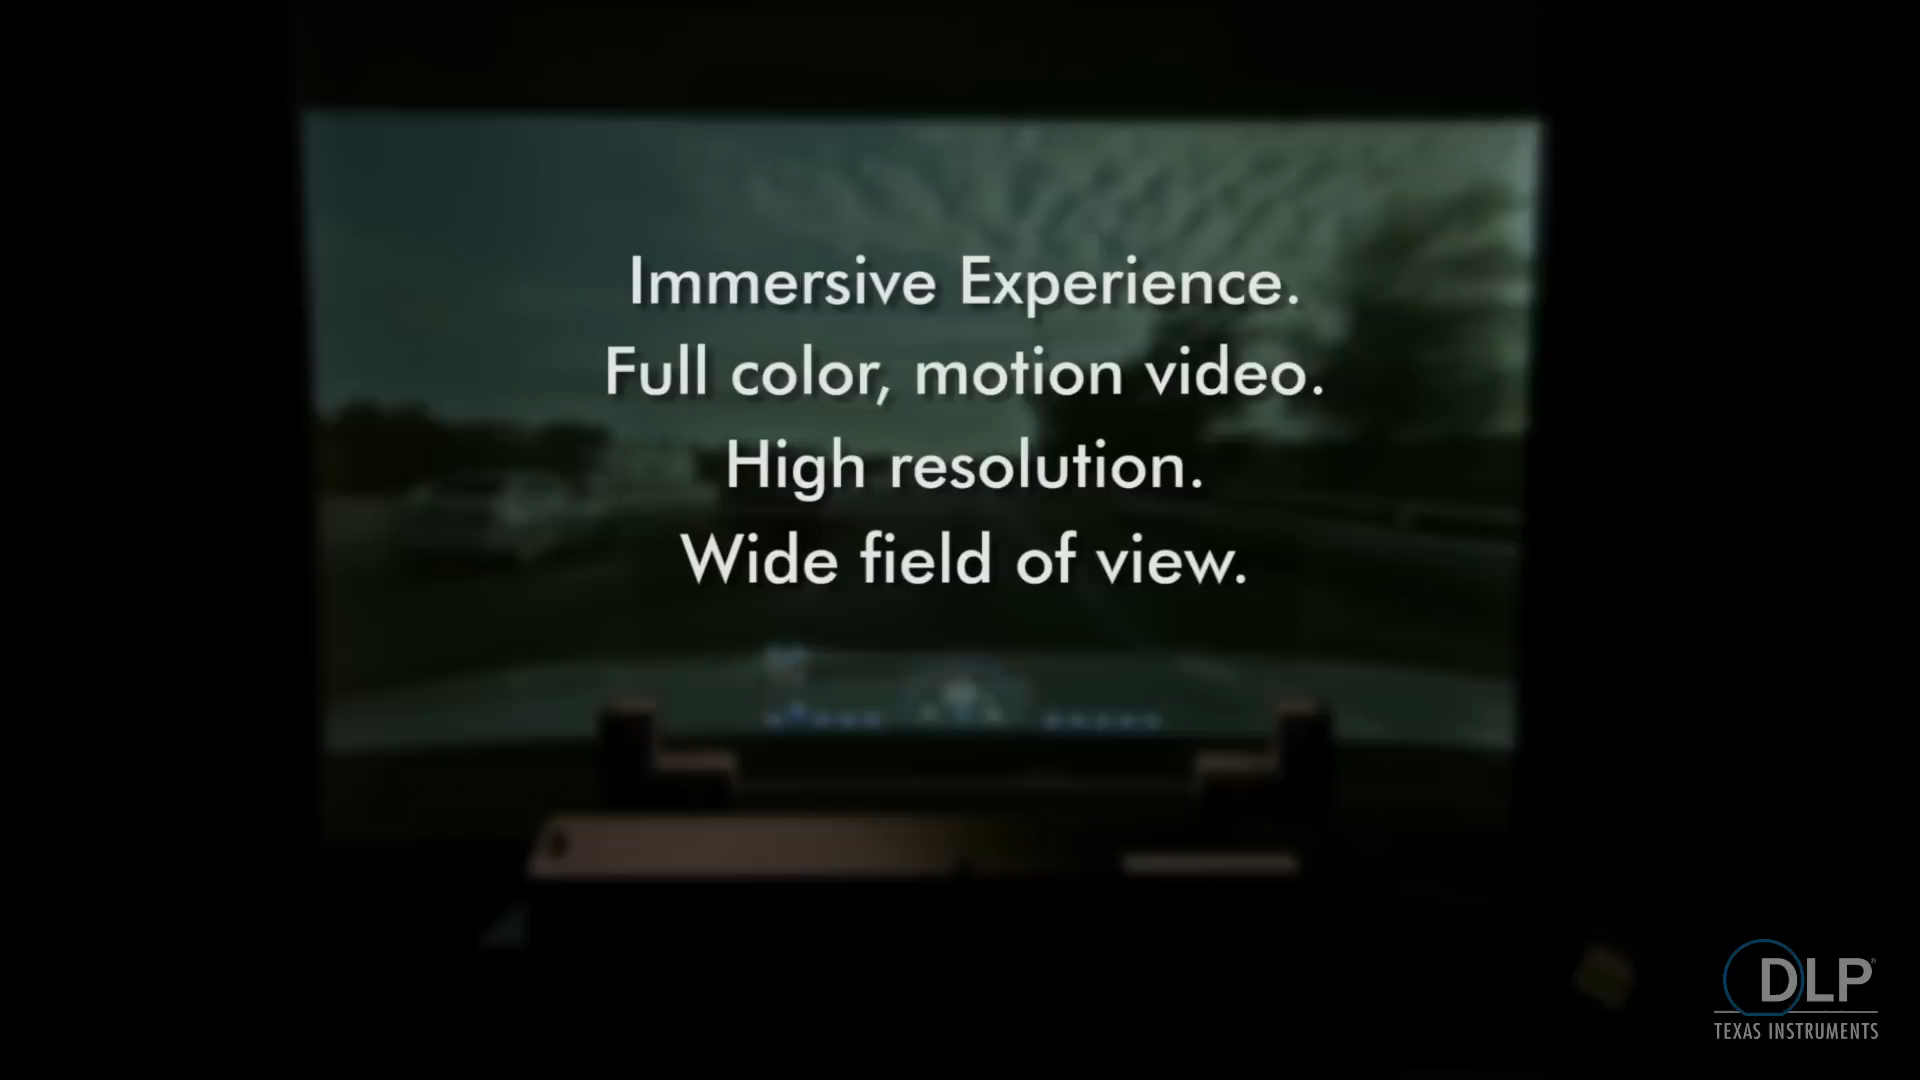 Immersive Experience.
Full color, motion video.
High resolution.
Wide field of view.
DLP
TEXAS INSTRUMENTS